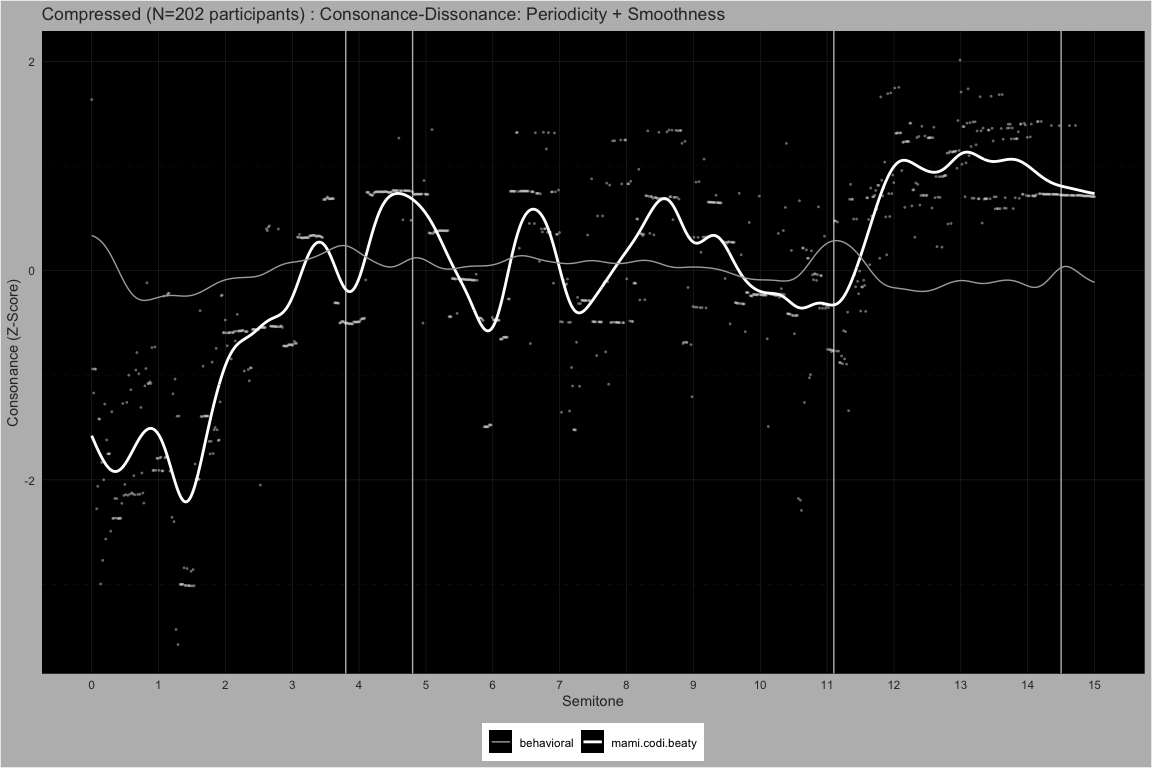 Compressed (N=202 participants) : Consonance-Dissonance: Periodicity + Smoothness
Consonance (Z-Score)
2
0
-2
0 1 2 3 4 5 6 7 8 9 10 11 12 13 14 15
Semitone
behavioral mami.codi.beaty